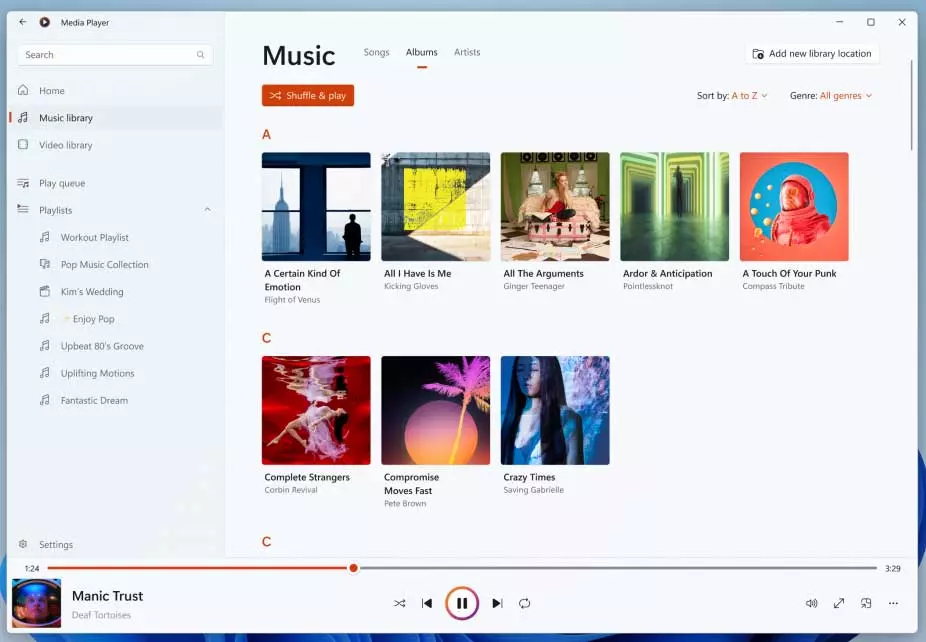 Media Player
Search
Home
Music library
Video library
Play queue
Playlists
Workout Playlist
Pop Music Collection
Kim's Wedding
Enjoy Pop
Upbeat 80's Groove
Uplifting Motions
Fantastic Dream
Settings
Music
Songs Albums Artists
Add new library location
Shuffle & play
Sort by: A to Z
Genre: All genres
A
A Certain Kind Of
Emotion
Flight of Venus
All I Have Is Me
Kicking Gloves
All The Arguments
Ginger Teenager
Ardor & Anticipation
Pointlessknot
A Touch Of Your Punk
Compass Tribute
C
Complete Strangers
Corbin Revival
Compromise
Moves Fast
Pete Brown
Crazy Times
Saving Gabrielle
C
1:24
3:29
Manic Trust
Deaf Tortoises